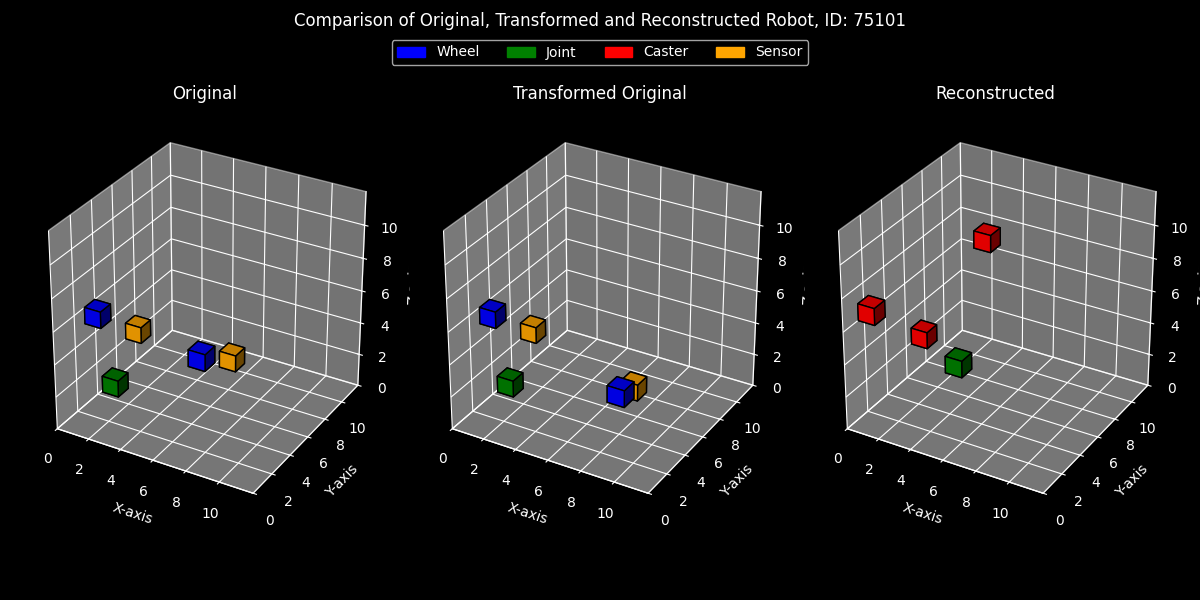 Comparison of Original, Transformed and Reconstructed Robot, ID: 75101
Wheel Joint Caster Sensor
Original Transformed Original Reconstructed
10 10 10
8 8 8
6 6 6
4 4 4
2 2 2
0 0 0
0 2 4 6 8 10
X-axis
0 2 4 6 8 10
Y-axis
0 2 4 6 8 10
X-axis
0 2 4 6 8 10
Y-axis
0 2 4 6 8 10
X-axis
0 2 4 6 8 10
Y-axis